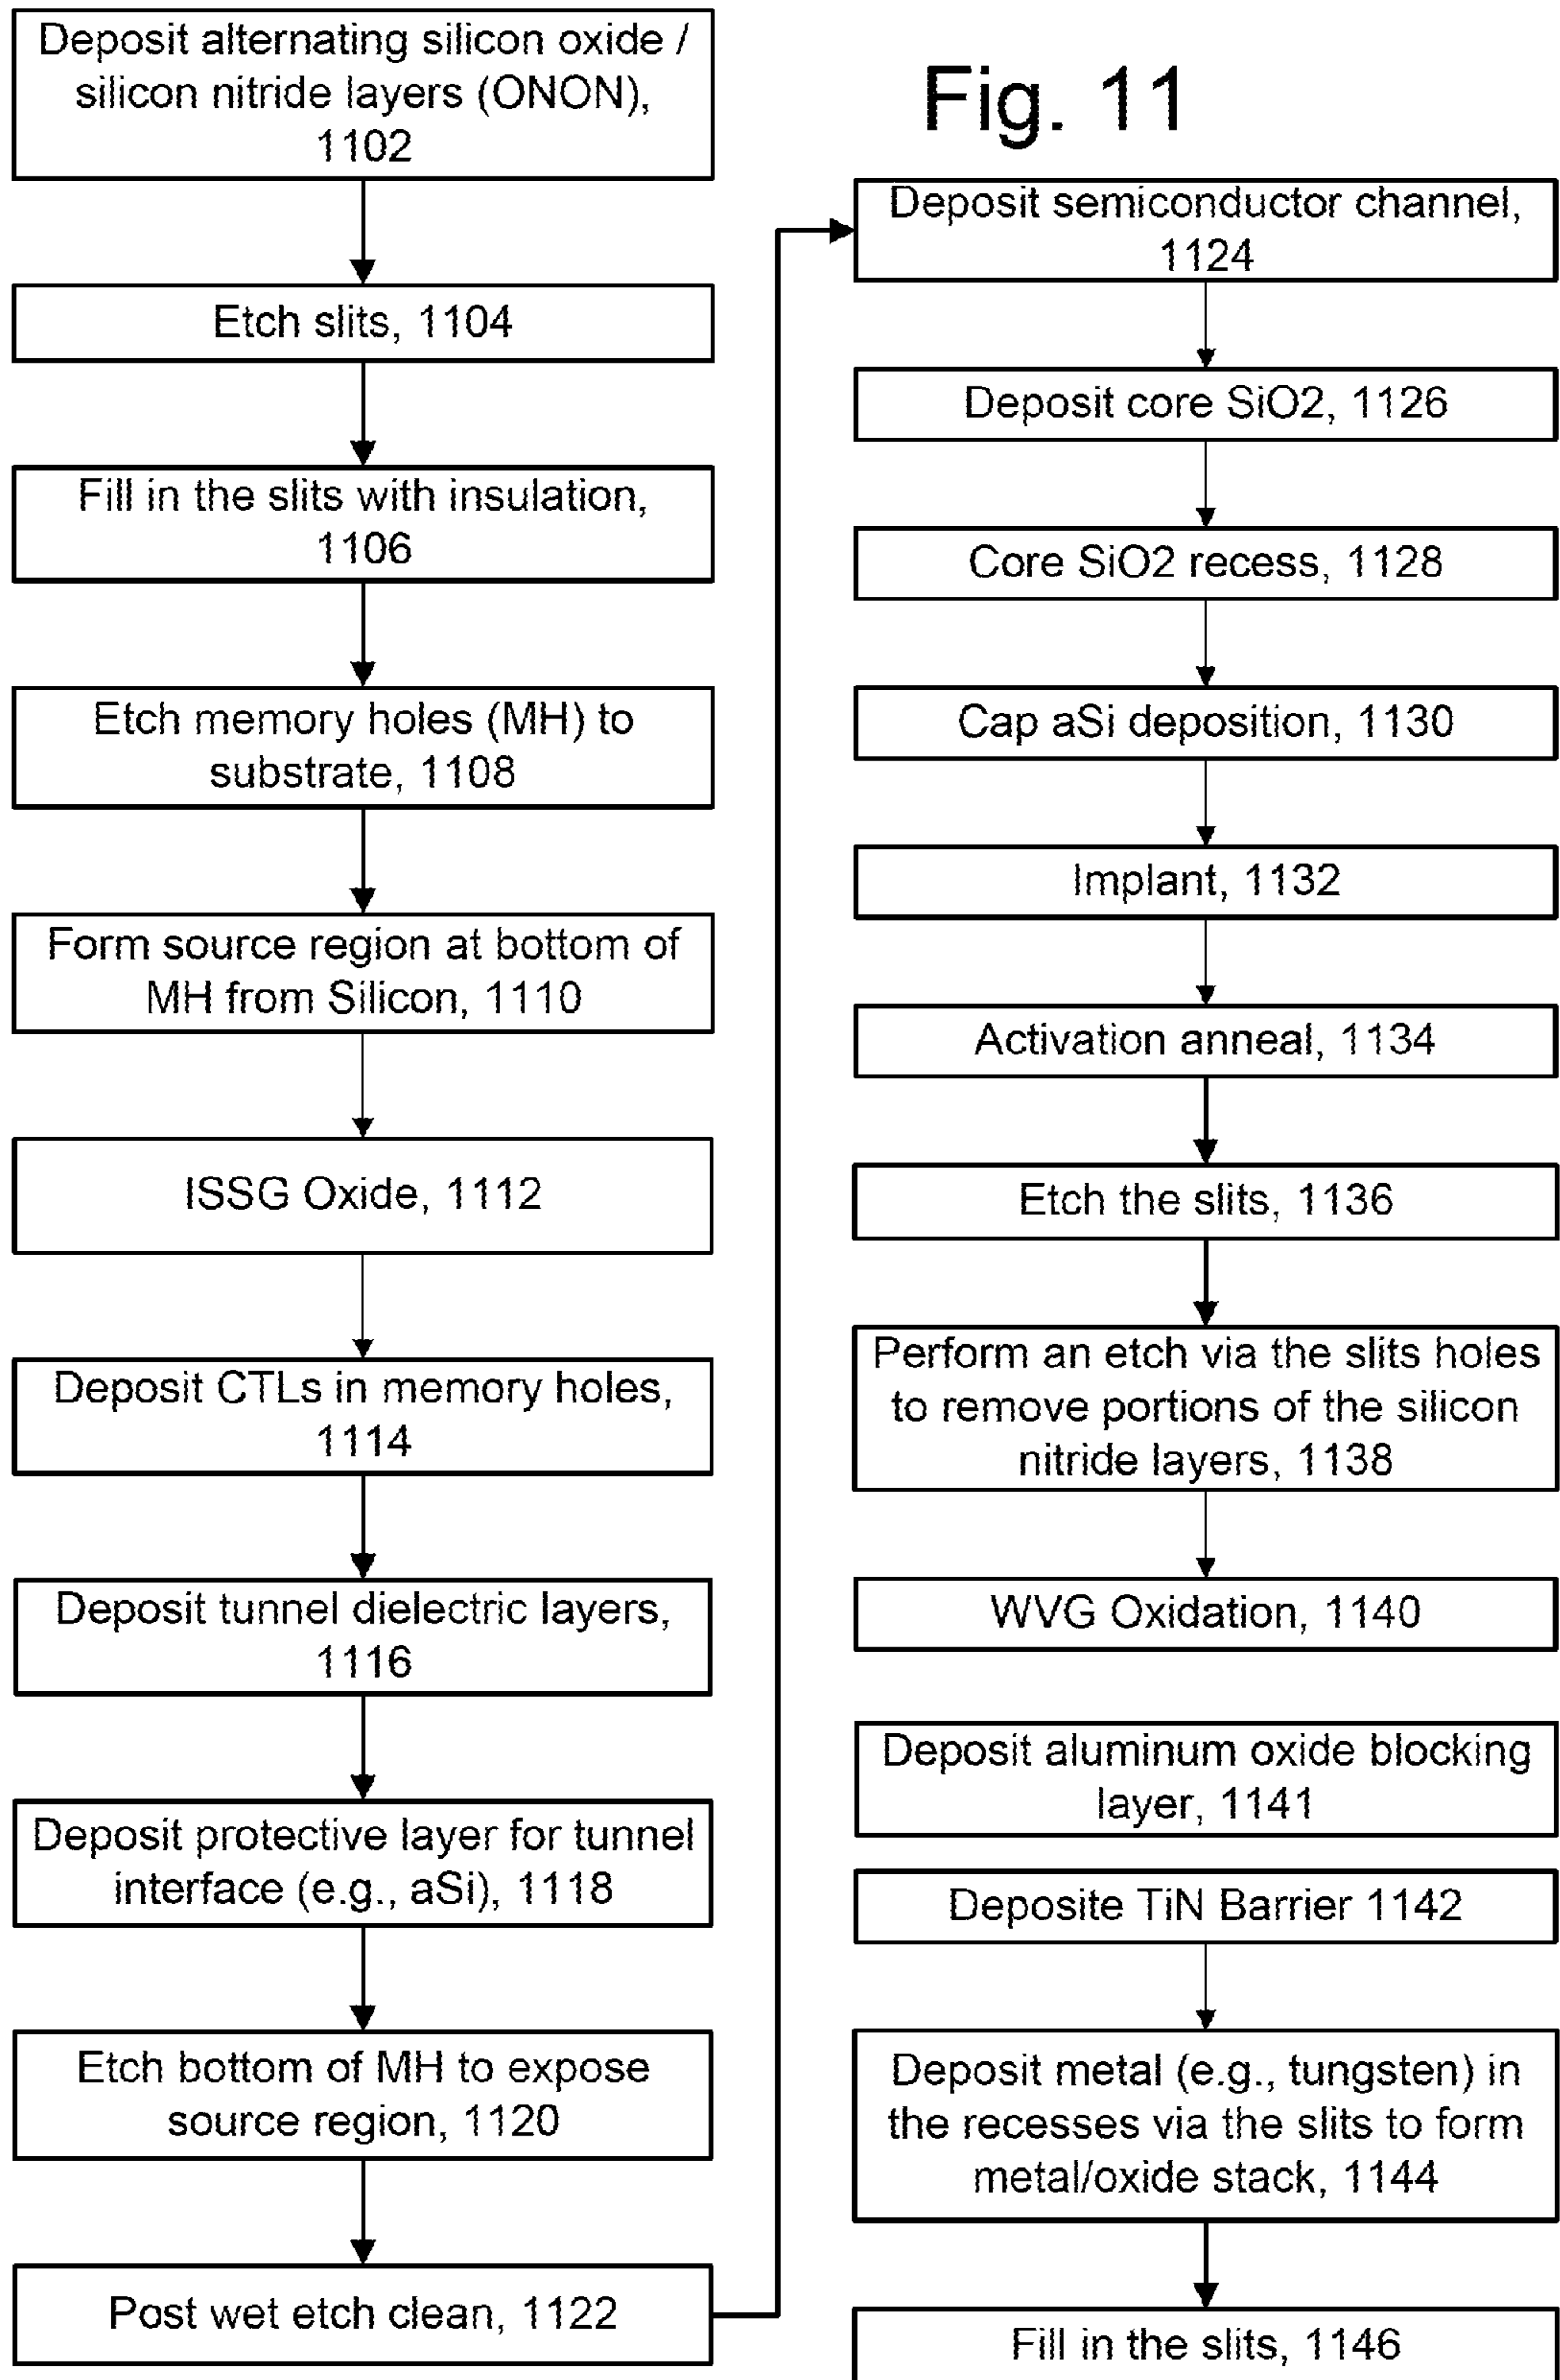 Fig. 11
Deposit alternating silicon oxide /
silicon nitride layers (ONON),
1102
Etch slits, 1104
Fill in the slits with insulation,
1106
Etch memory holes (MH) to
substrate, 1108
Form source region at bottom of
MH from Silicon, 1110
ISSG Oxide, 1112
Deposit CTLs in memory holes,
1114
Deposit tunnel dielectric layers,
1116
Deposit protective layer for tunnel
interface (e.g., aSi), 1118
Etch bottom of MH to expose
source region, 1120
Post wet etch clean, 1122
Deposit semiconductor channel,
1124
Deposit core SiO2, 1126
Core SiO2 recess, 1128
Cap aSi deposition, 1130
Implant, 1132
Activation anneal, 1134
Etch the slits, 1136
Perform an etch via the slits holes
to remove portions of the silicon
nitride layers, 1138
WVG Oxidation, 1140
Deposit aluminum oxide blocking
layer, 1141
Deposite TiN Barrier 1142
Deposit metal (e.g., tungsten) in
the recesses via the slits to form
metal/oxide stack, 1144
Fill in the slits, 1146